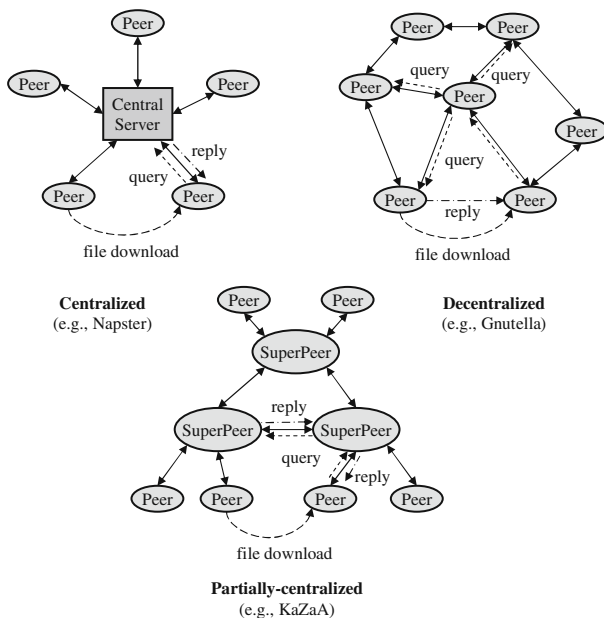 Peer
Peer
Peer
Central
Server
reply
query
Peer
Peer
file download
Centralized
(e.g., Napster)
Peer
Peer
query
query
Peer
Peer
Peer
query
Peer
reply
Peer
file download
Decentralized
(e.g., Gnutella)
Peer
Peer
SuperPeer
reply
SuperPeer
SuperPeer
query
reply
Peer
Peer
Peer
Peer
file download
Partially-centralized
(e.g., KaZaA)